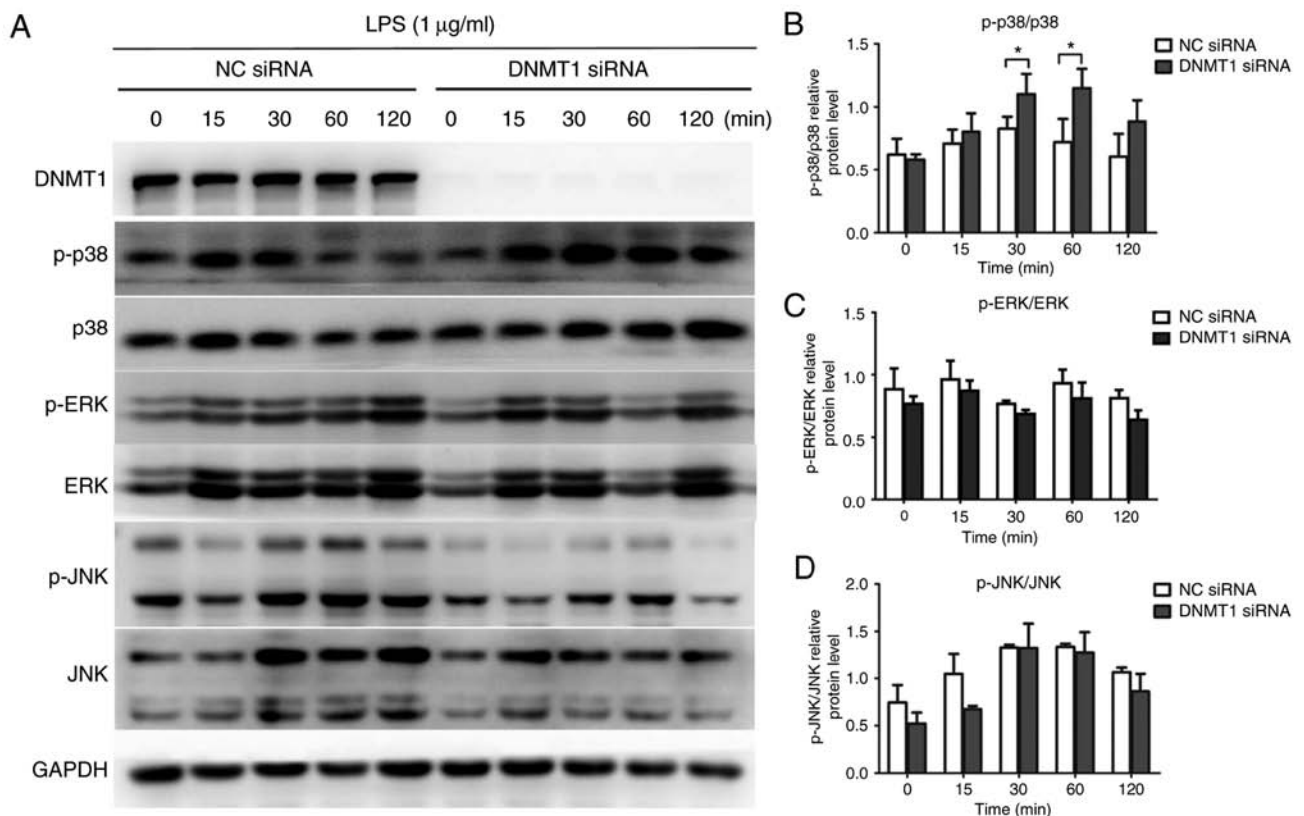 A
LPS (1 µg/ml)
NC siRNA DNMT1 siRNA
0 15 30 60 120 0 15 30 60 120 (min)
DNMT1
p-p38
p38
p-ERK
ERK
p-JNK
JNK
GAPDH
B
p-p38/p38
NC siRNA
DNMT1 siRNA
p-p38/p38 relative
protein level
1.5
1.0
0.5
0.0
* *
0 15 30 60 120
Time (min)
C
p-ERK/ERK
NC siRNA
DNMT1 siRNA
p-ERK/ERK relative
protein level
1.5
1.0
0.5
0.0
0 15 30 60 120
Time (min)
D
p-JNK/JNK
NC siRNA
DNMT1 siRNA
p-JNK/JNK relative
protein level
2.0
1.5
1.0
0.5
0.0
0 15 30 60 120
Time (min)